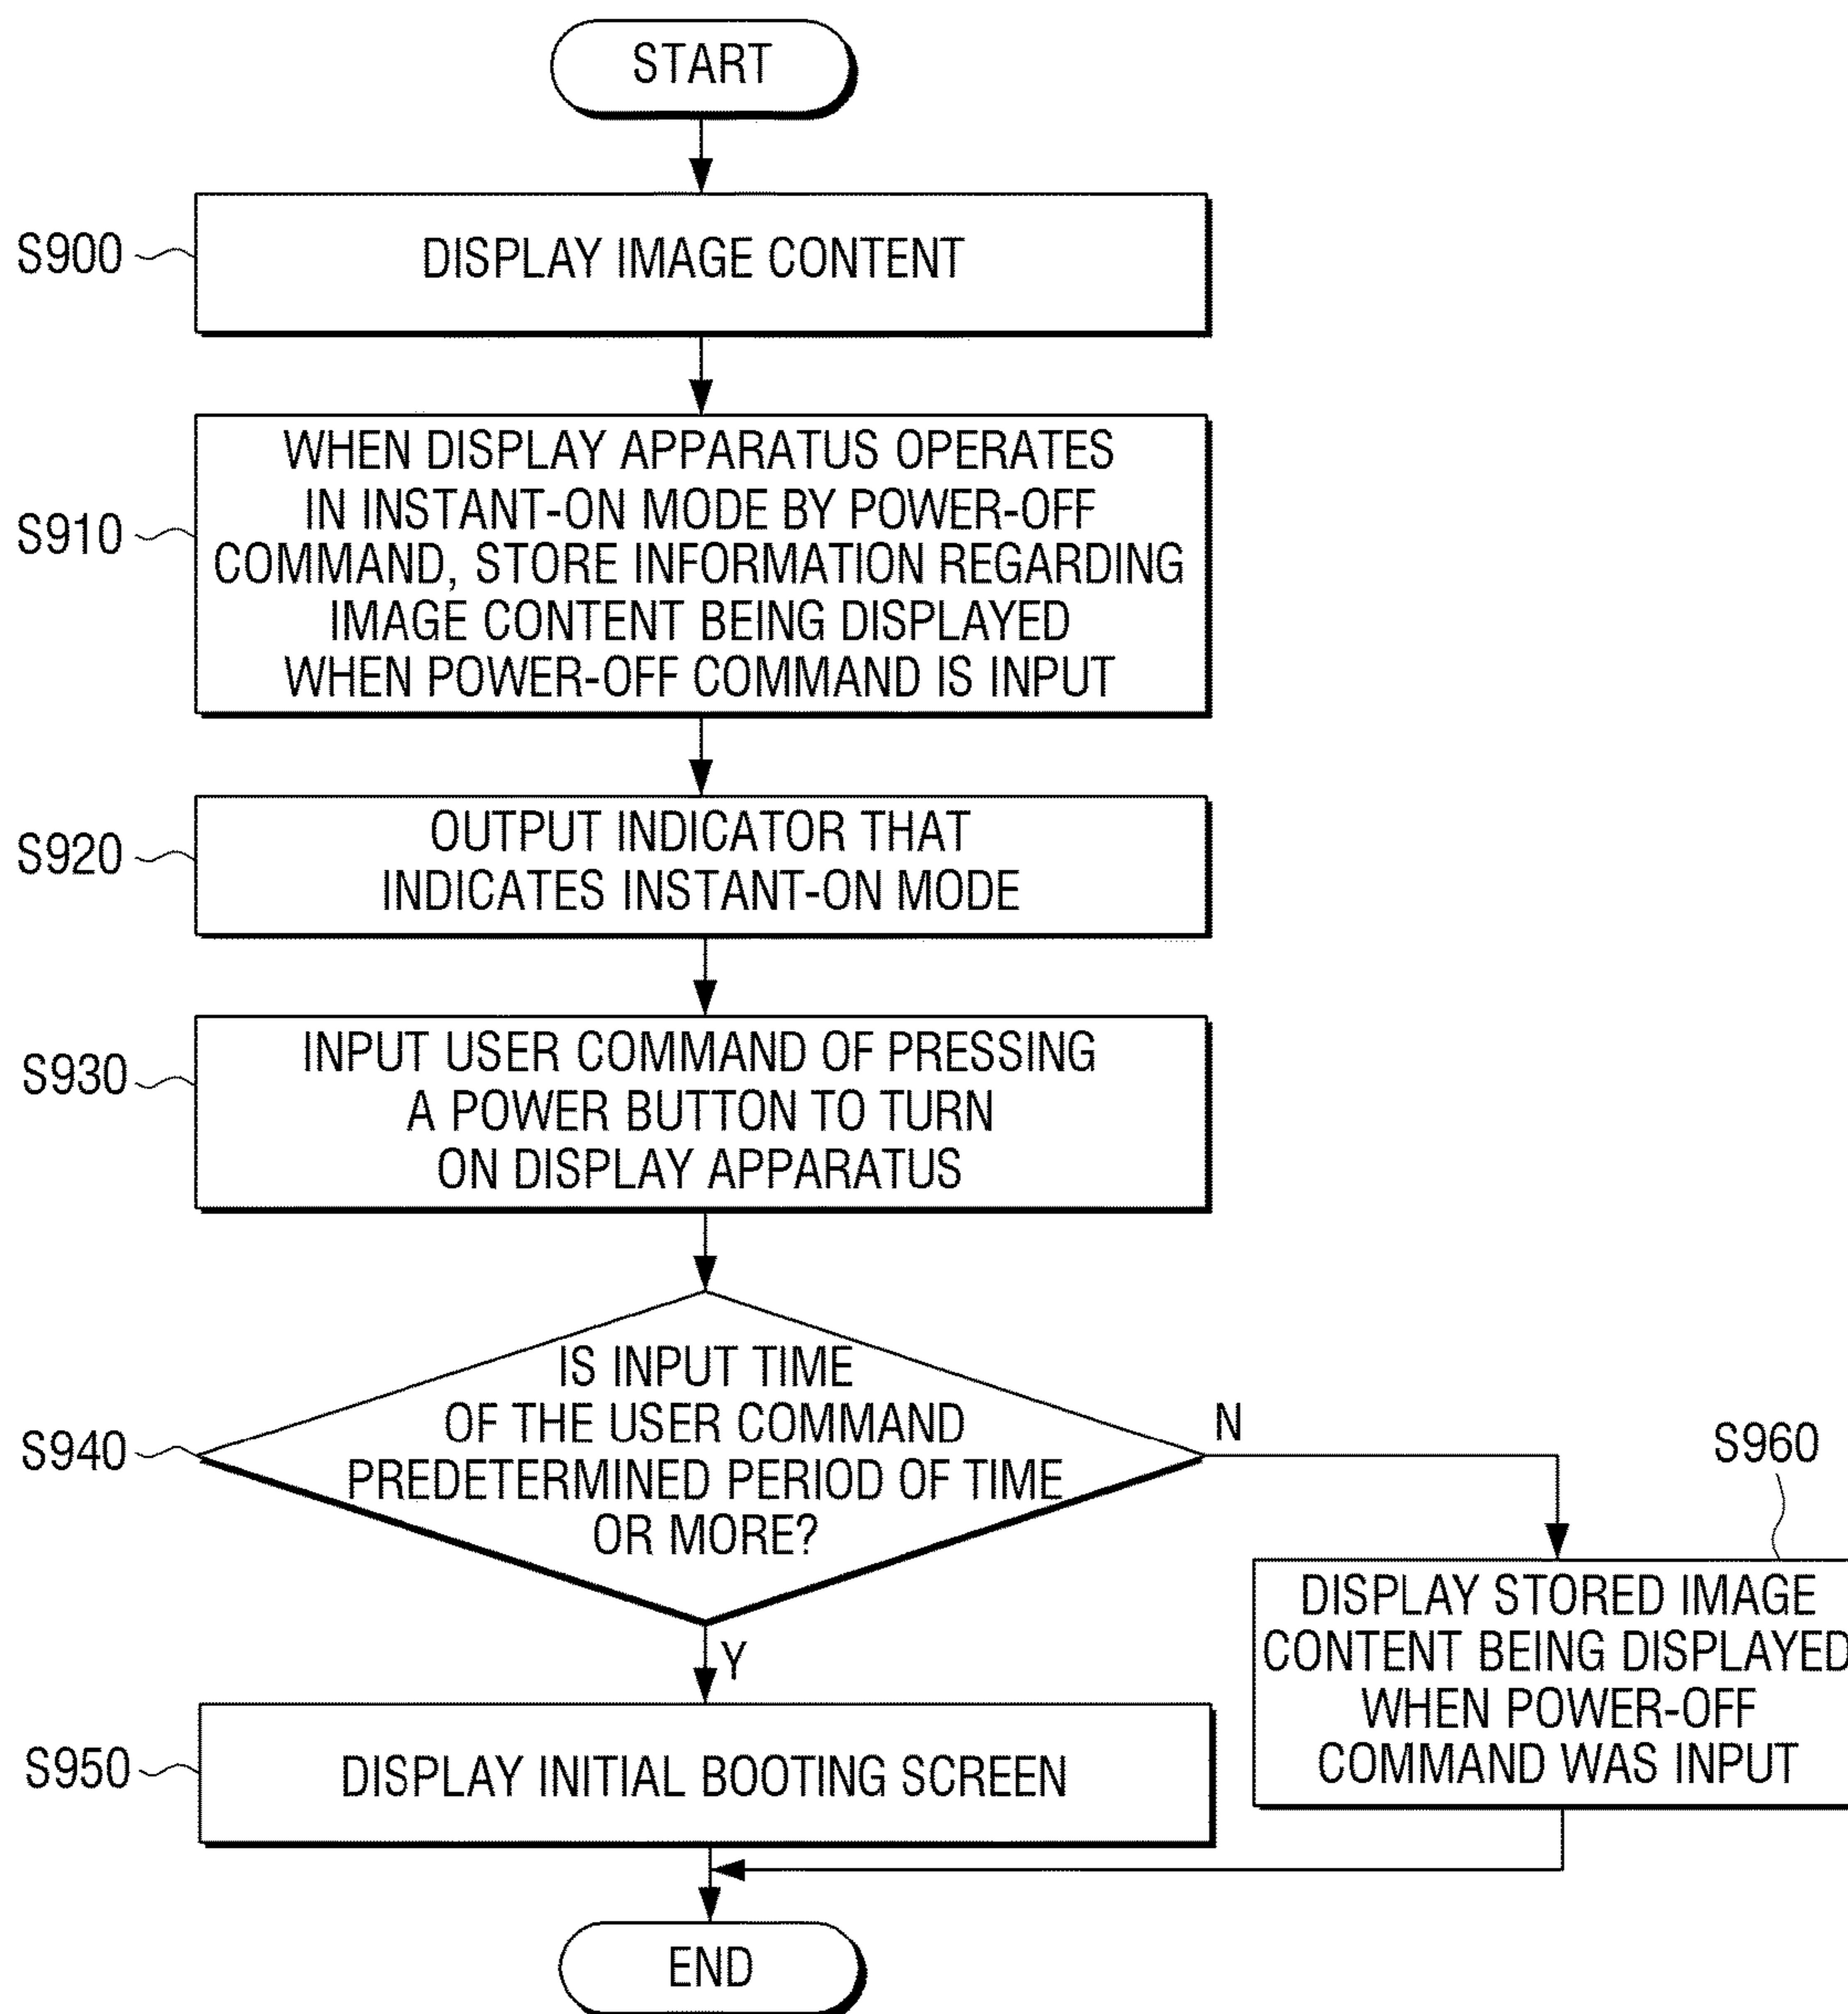 START
S900
DISPLAY IMAGE CONTENT
S910
WHEN DISPLAY APPARATUS OPERATES
IN INSTANT-ON MODE BY POWER-OFF
COMMAND, STORE INFORMATION REGARDING
IMAGE CONTENT BEING DISPLAYED
WHEN POWER-OFF COMMAND IS INPUT
S920
OUTPUT INDICATOR THAT
INDICATES INSTANT-ON MODE
S930
INPUT USER COMMAND OF PRESSING
A POWER BUTTON TO TURN
ON DISPLAY APPARATUS
S940
IS INPUT TIME
OF THE USER COMMAND
PREDETERMINED PERIOD OF TIME
OR MORE?
N
S960
DISPLAY STORED IMAGE
CONTENT BEING DISPLAYED
WHEN POWER-OFF
COMMAND WAS INPUT
Y
S950
DISPLAY INITIAL BOOTING SCREEN
END